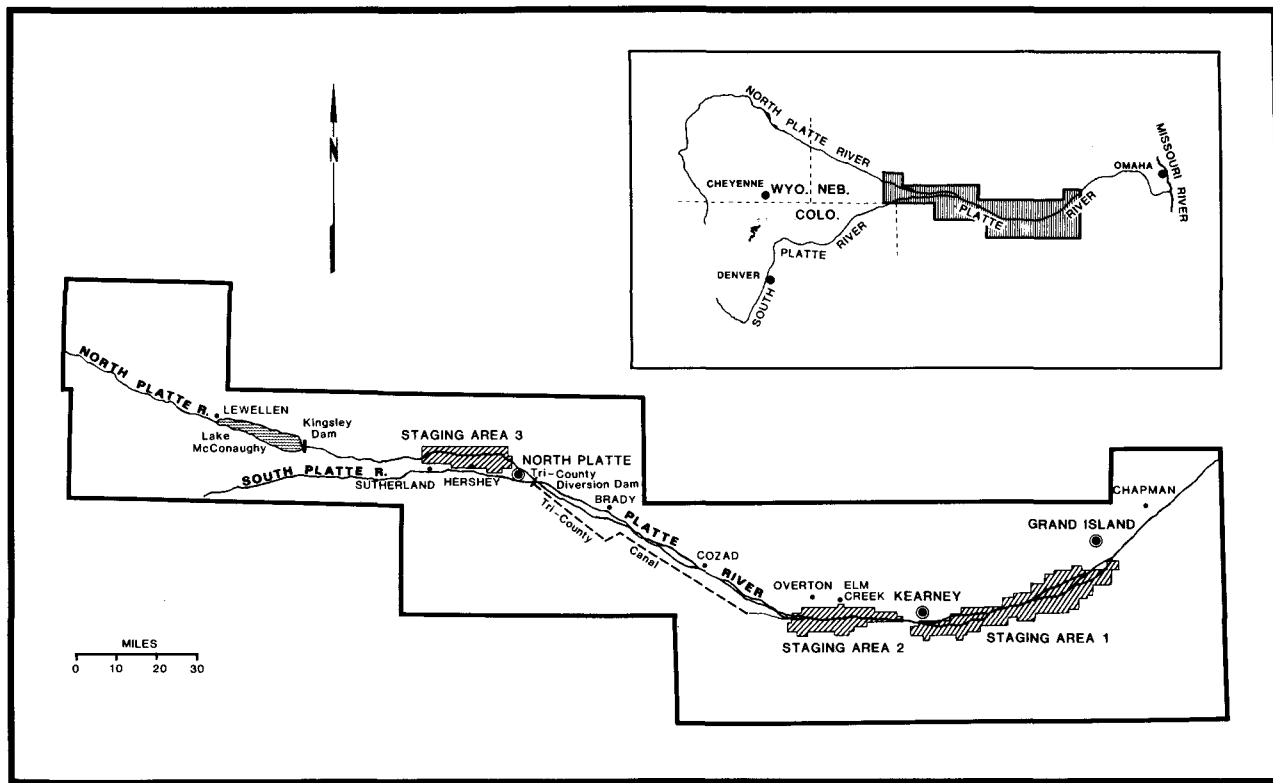 N
NORTH PLATTE RIVER
CHEYENNE
WYO. NEB.
COLO.
PLATTE RIVER
OMAHA
MISSOURI RIVER
DENVER
SOUTH PLATTE RIVER
NORTH PLATTE R.
LEWELLEN
Lake
McConaughy
Kingsley
Dam
STAGING AREA 3
SOUTH PLATTE R.
SUTHERLAND
HERSHEY
NORTH PLATTE
Tri-County
Diversion Dam
BRADY
Tri-County Canal
PLATTE RIVER
COZAD
OVERTON
ELM
CREEK
KEARNEY
CHAPMAN
GRAND ISLAND
STAGING AREA 2
STAGING AREA 1
MILES
0 10 20 30